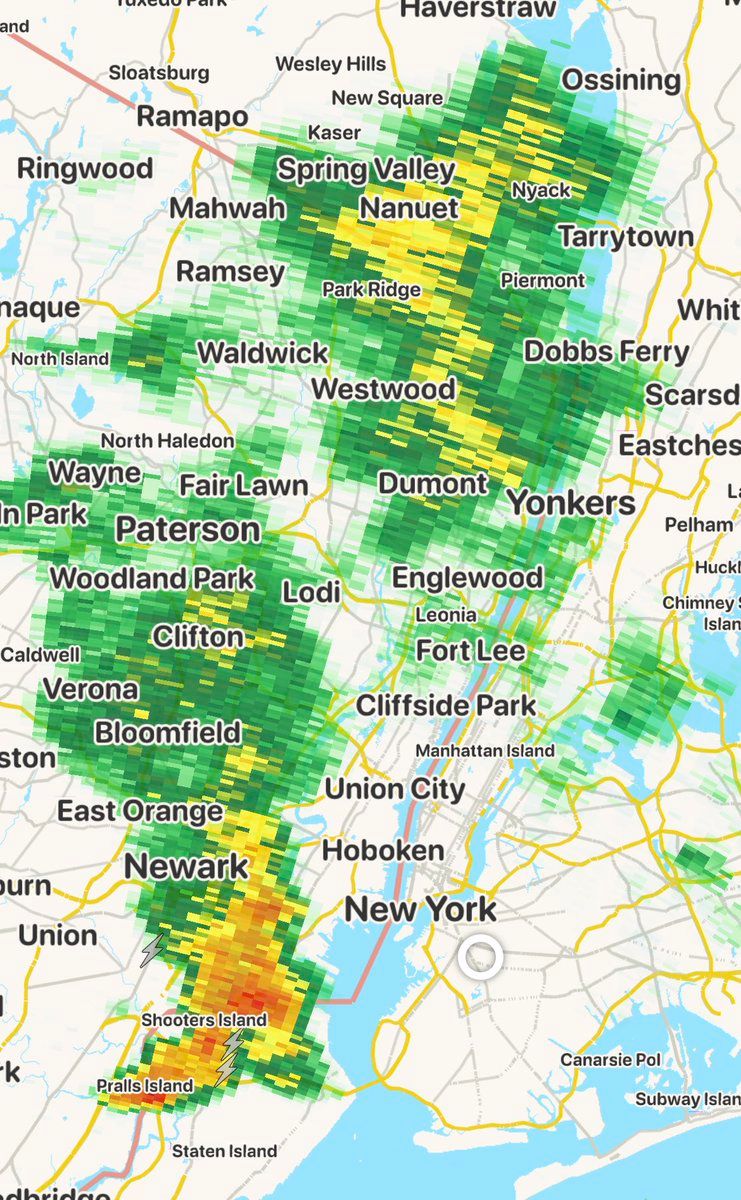 Tuxedo Park
Haverstraw
and
Sloatsburg
Wesley Hills
Ossining
New Square
Ramapo
Kaser
Ringwood
Spring Valley
Nyack
Mahwah
Nanuet
Tarrytown
Ramsey
Piermont
Park Ridge
naque
Whit
North Island
Waldwick
Dobbs Ferry
Westwood
Scarsd
North Haledon
Eastches
Wayne
Fair Lawn
Dumont
Yonkers
ln Park
Paterson
Pelham
Woodland Park
Lodi
Englewood
Leonia
Chimney S
Islan
Clifton
Fort Lee
Caldwell
Verona
Cliffside Park
Bloomfield
Manhattan Island
ston
Union City
East Orange
Hoboken
Newark
burn
New York
Union
Shooters Island
Canarsie Pol
rk
Pralls Island
Subway Islan
Staten Island
dbridge